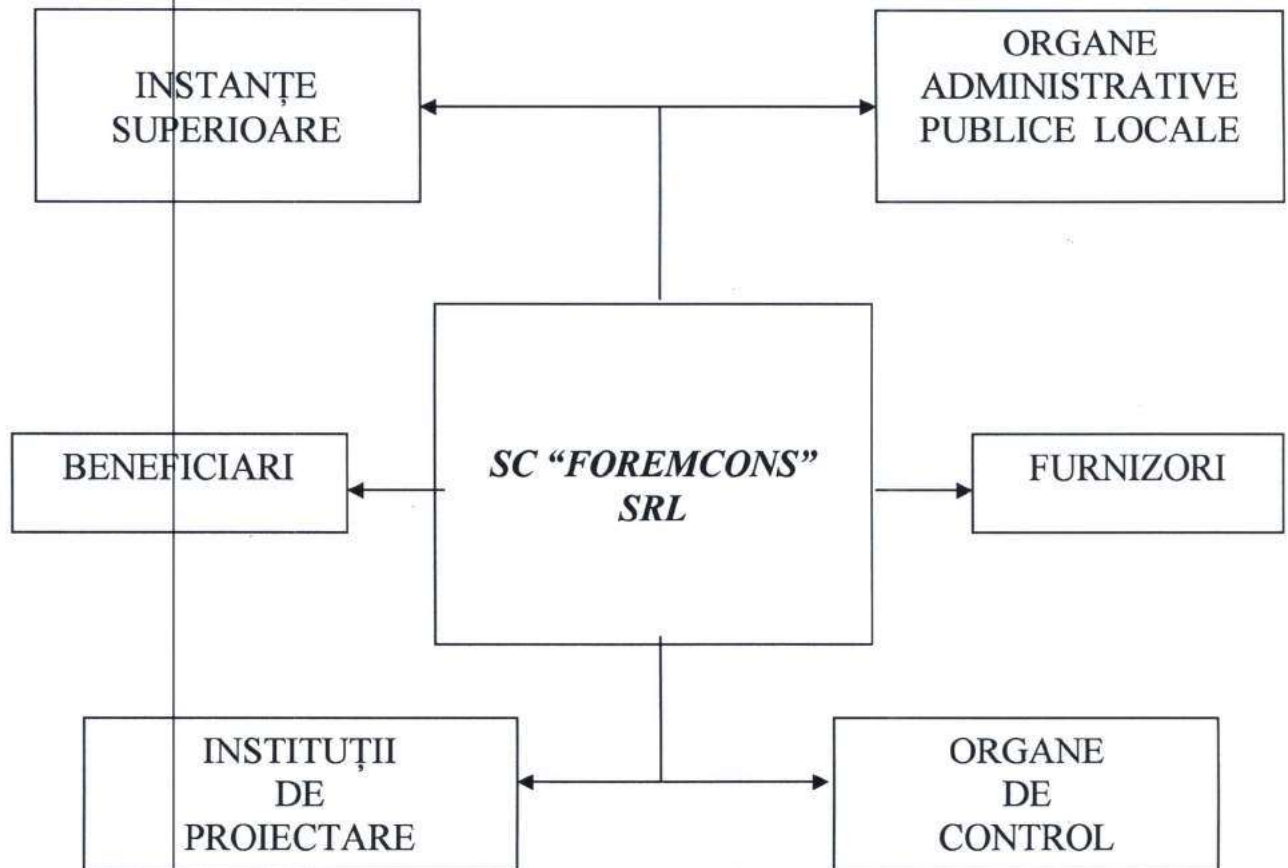 INSTANȚE
SUPERIOARE
ORGANE
ADMINISTRATIVE
PUBLICE LOCALE
BENEFICIARI
SC “FOREMCONS”
SRL
FURNIZORI
INSTITUȚII
DE
PROIECTARE
ORGANE
DE
CONTROL